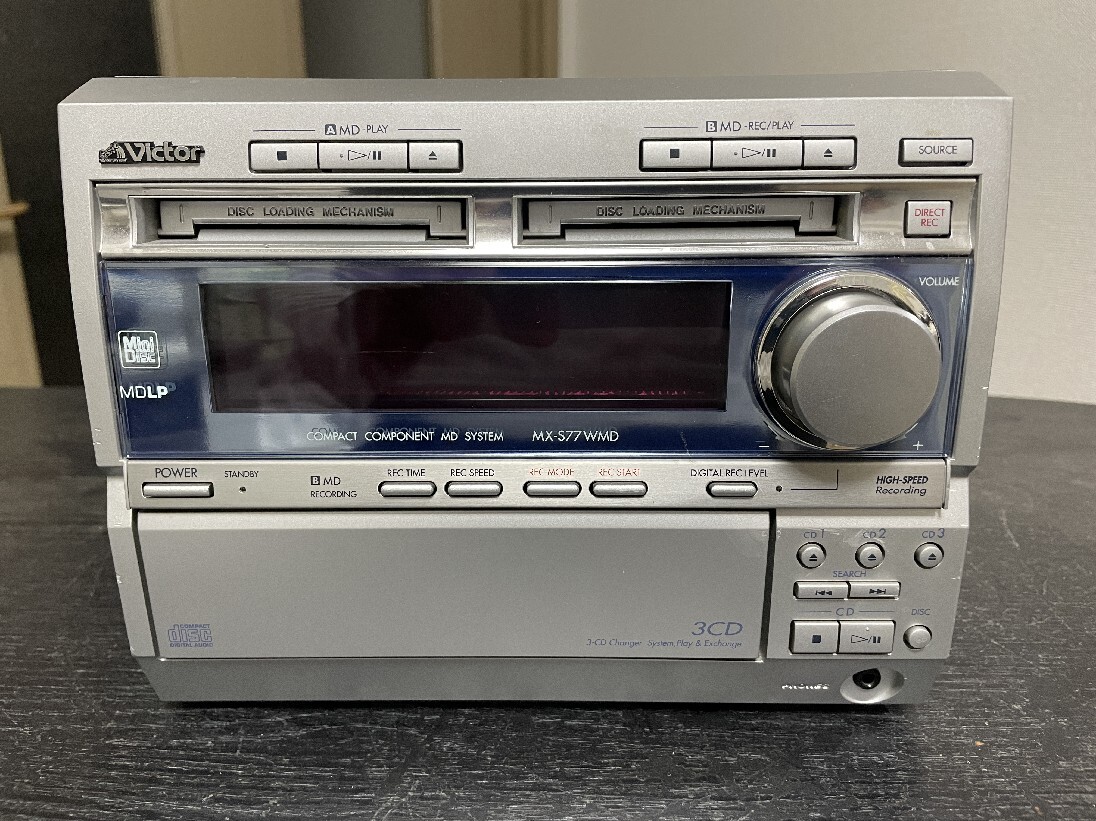 Victor
A MD-PLAY
B MD-REC/PLAY
SOURCE
DISC LOADING MECHANISM
DISC LOADING MECHANISM
DIRECT
REC
VOLUME
Mini
Disc
MDLP
COMPACT COMPONENT MD SYSTEM MX-S77WMD
- +
POWER
STANDBY
B MD
RECORDING
REC TIME
REC SPEED
REC MODE
REC START
DIGITAL REC LEVEL
HIGH-SPEED
Recording
CD 1
CD 2
CD 3
SEARCH
CD
DISC
COMPACT
disc
DIGITAL AUDIO
3CD
3-CD Changer System, Play & Exchange
PHONES